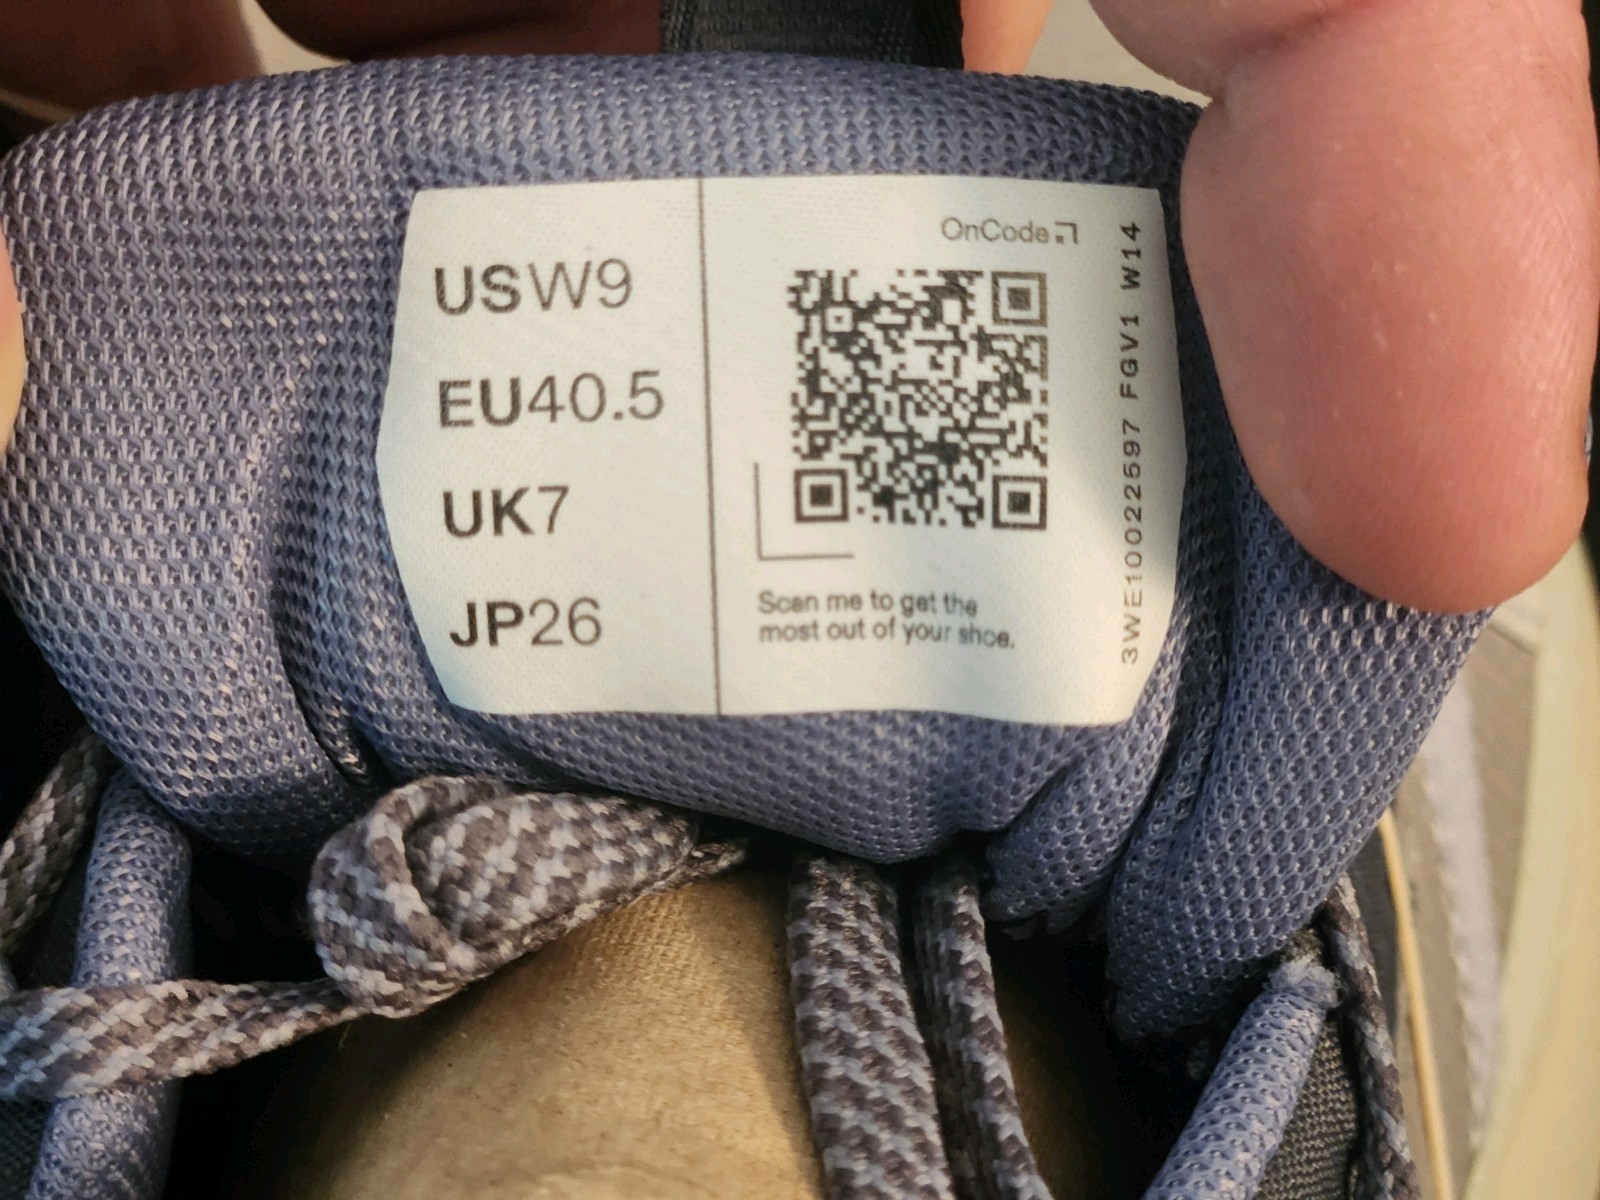 USW9
EU40.5
UK7
JP26
OnCode
Scan me to get the
most out of your shoe.
3WE10022597 FGV1 W14